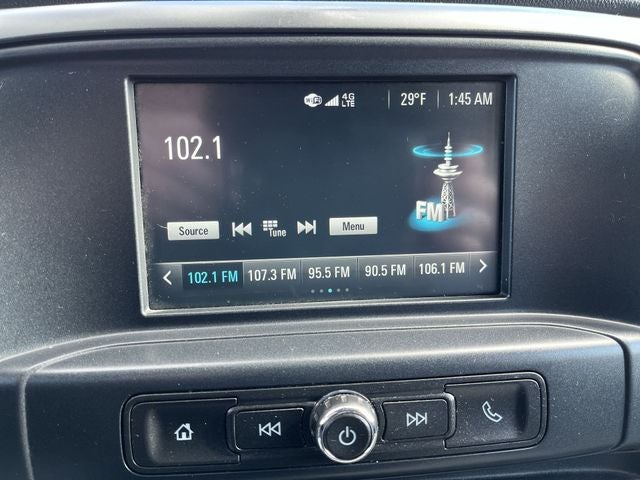 WiFi 4G LTE 29°F 1:45 AM
102.1
FM
Source Tune Menu
102.1 FM 107.3 FM 95.5 FM 90.5 FM 106.1 FM